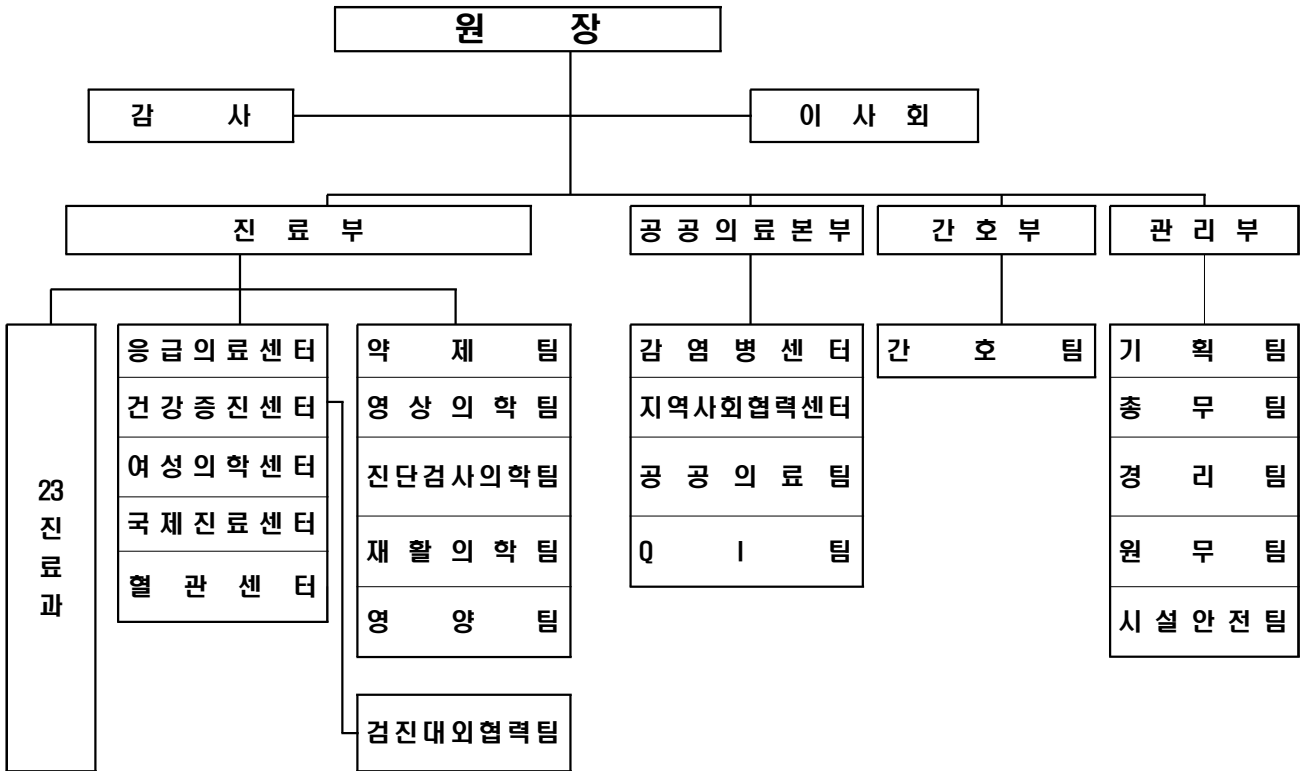 원 장
감 사
이 사 회
진 료 부
공공의료본부
간 호 부
관 리 부
23
진
료
과
응급의료센터
건강증진센터
여성의학센터
국제진료센터
혈 관 센 터
약 제 팀
영상의학팀
진단검사의학팀
재활의학팀
영 양 팀
검진대외협력팀
감염병센터
지역사회협력센터
공공의료팀
Q I 팀
간 호 팀
기 획 팀
총 무 팀
경 리 팀
원 무 팀
시설안전팀